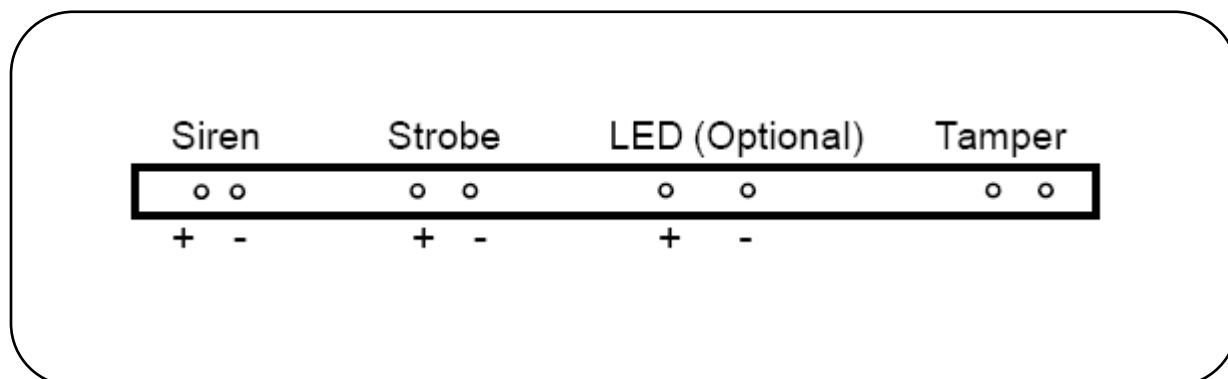 Siren Strobe LED (Optional) Tamper
+ - + - + -